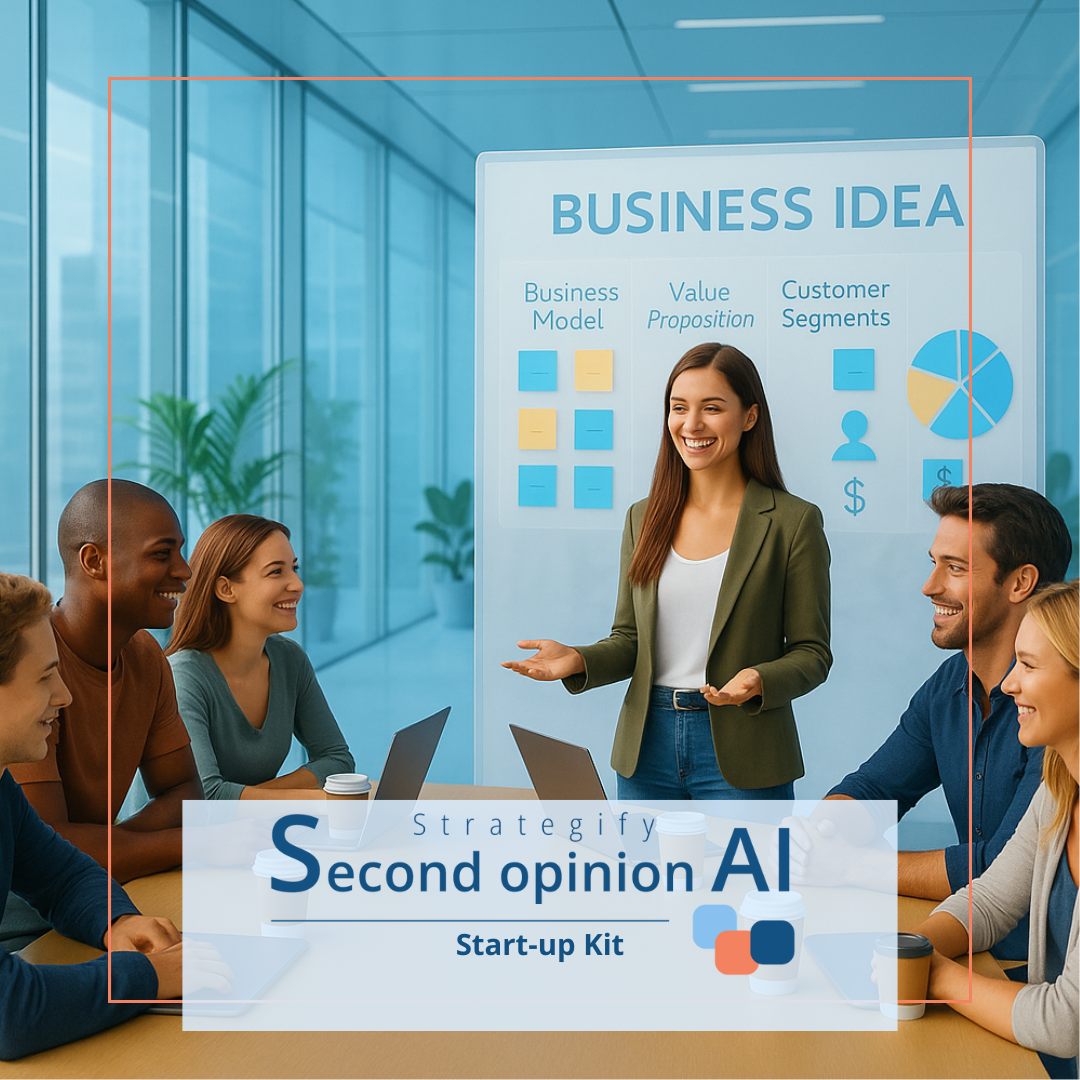 BUSINESS IDEA
Business
Model
Value
Proposition
Customer
Segments
$
$
Strategify
Second opinion AI
Start-up Kit